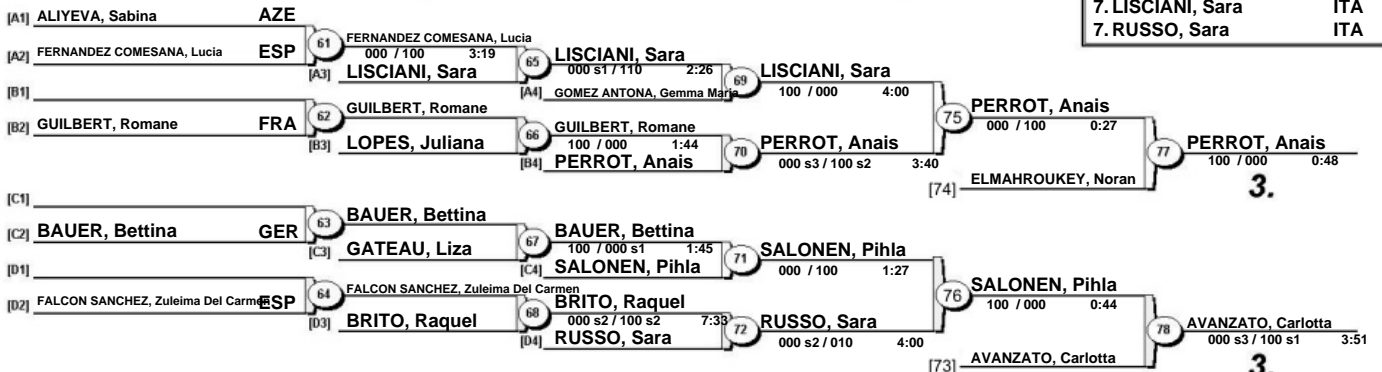 7. LISCIANI, Sara ITA
7. RUSSO, Sara ITA
[A1] ALIYEVA, Sabina AZE
61 FERNANDEZ COMESANA, Lucia
000 / 100 3:19
[A2] FERNANDEZ COMESANA, Lucia ESP
[A3] LISCIANI, Sara
65 LISCIANI, Sara
000 s1 / 110 2:26
[A4] GOMEZ ANTONA, Gemma Maria
69 LISCIANI, Sara
100 / 000 4:00
[B1]
62 GUILBERT, Romane
[B2] GUILBERT, Romane FRA
[B3] LOPES, Juliana
66 GUILBERT, Romane
100 / 000 1:44
[B4] PERROT, Anais
70 PERROT, Anais
000 s3 / 100 s2 3:40
75 PERROT, Anais
000 / 100 0:27
[74] ELMAHROUKEY, Noran
77 PERROT, Anais
100 / 000 0:48
3.
[C1]
63 BAUER, Bettina
[C2] BAUER, Bettina GER
[C3] GATEAU, Liza
67 BAUER, Bettina
100 / 000 s1 1:45
[C4] SALONEN, Pihla
71 SALONEN, Pihla
000 / 100 1:27
[D1]
64 FALCON SANCHEZ, Zuleima Del Carmen
[D2] FALCON SANCHEZ, Zuleima Del Carmen ESP
[D3] BRITO, Raquel
68 BRITO, Raquel
000 s2 / 100 s2 7:33
[D4] RUSSO, Sara
72 RUSSO, Sara
000 s2 / 010 4:00
76 SALONEN, Pihla
100 / 000 0:44
[73] AVANZATO, Carlotta
78 AVANZATO, Carlotta
000 s3 / 100 s1 3:51
3.